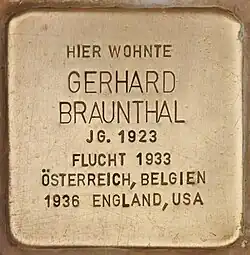 HIER WOHNTE
GERHARD
BRAUNTHAL
JG. 1923
FLUCHT 1933
ÖSTERREICH, BELGIEN
1936 ENGLAND, USA